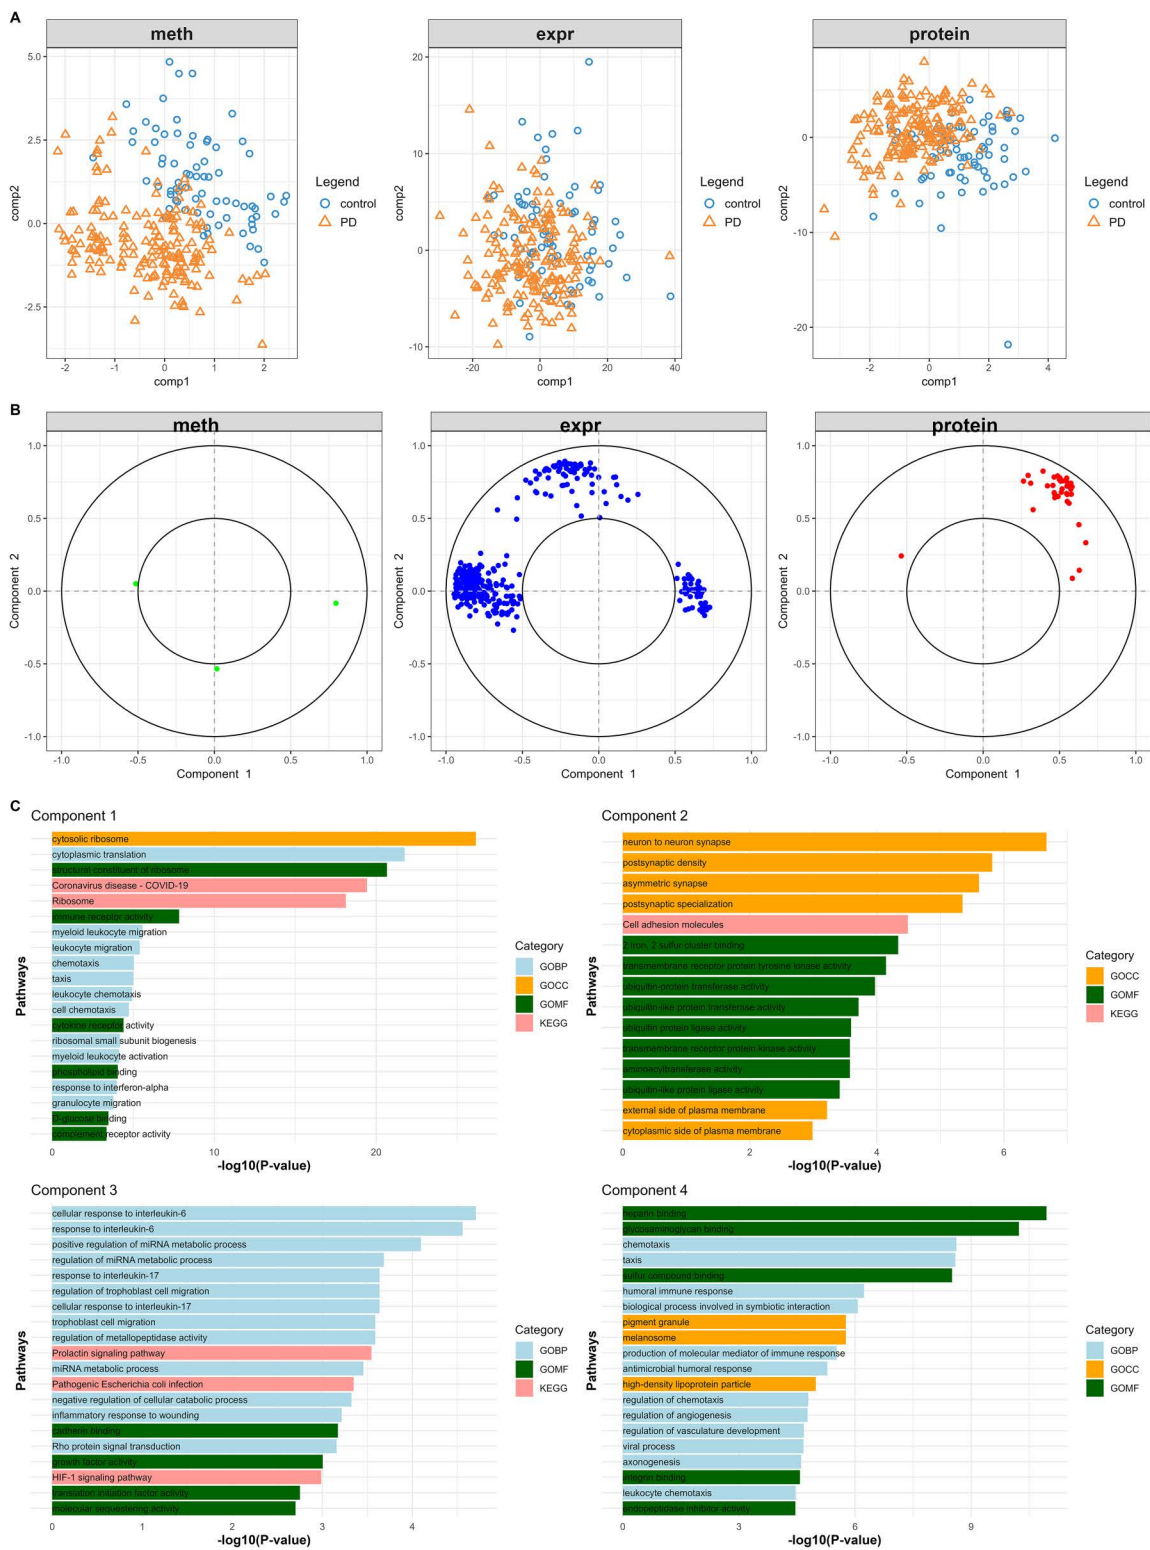 A
meth
expr
protein
5.0
2.5
0.0
-2.5
comp2
-2
-1
0
1
2
comp1
Legend
control
PD
20
10
0
-10
comp2
-20
0
20
40
comp1
Legend
control
PD
0
-10
-20
comp2
-2
0
2
4
comp1
Legend
control
PD
B
meth
expr
protein
1.0
0.5
0.0
-0.5
-1.0
Component 2
-1.0
-0.5
0.0
0.5
1.0
Component 1
1.0
0.5
0.0
-0.5
-1.0
Component 2
-1.0
-0.5
0.0
0.5
1.0
Component 1
1.0
0.5
0.0
-0.5
-1.0
Component 2
-1.0
-0.5
0.0
0.5
1.0
Component 1
C
Component 1
Pathways
cytosolic ribosome
cytoplasmic translation
structural constituent of ribosome
Coronavirus disease - COVID-19
Ribosome
immune receptor activity
myeloid leukocyte migration
leukocyte migration
chemotaxis
taxis
leukocyte chemotaxis
cell chemotaxis
cytokine receptor activity
ribosomal small subunit biogenesis
myeloid leukocyte activation
phospholipid binding
response to interferon-alpha
granulocyte migration
D-glucose binding
complement receptor activity
0
10
20
-log10(P-value)
Category
GOBP
GOCC
GOMF
KEGG
Component 2
Pathways
neuron to neuron synapse
postsynaptic density
asymmetric synapse
postsynaptic specialization
Cell adhesion molecules
2 iron, 2 sulfur cluster binding
transmembrane receptor protein tyrosine kinase activity
ubiquitin-protein transferase activity
ubiquitin-like protein transferase activity
ubiquitin protein ligase activity
transmembrane receptor protein kinase activity
aminoacyltransferase activity
ubiquitin-like protein ligase activity
external side of plasma membrane
cytoplasmic side of plasma membrane
0
2
4
6
-log10(P-value)
Category
GOCC
GOMF
KEGG
Component 3
Pathways
cellular response to interleukin-6
response to interleukin-6
positive regulation of miRNA metabolic process
regulation of miRNA metabolic process
response to interleukin-17
regulation of trophoblast cell migration
cellular response to interleukin-17
trophoblast cell migration
regulation of metallopeptidase activity
Prolactin signaling pathway
miRNA metabolic process
Pathogenic Escherichia coli infection
negative regulation of cellular catabolic process
inflammatory response to wounding
cadherin binding
Rho protein signal transduction
growth factor activity
HIF-1 signaling pathway
translation initiation factor activity
molecular sequestering activity
0
1
2
3
4
-log10(P-value)
Category
GOBP
GOMF
KEGG
Component 4
Pathways
heparin binding
glycosaminoglycan binding
chemotaxis
taxis
sulfur compound binding
humoral immune response
biological process involved in symbiotic interaction
pigment granule
melanosome
production of molecular mediator of immune response
antimicrobial humoral response
high-density lipoprotein particle
regulation of chemotaxis
regulation of angiogenesis
regulation of vasculature development
viral process
axonogenesis
integrin binding
leukocyte chemotaxis
endopeptidase inhibitor activity
0
3
6
9
-log10(P-value)
Category
GOBP
GOCC
GOMF